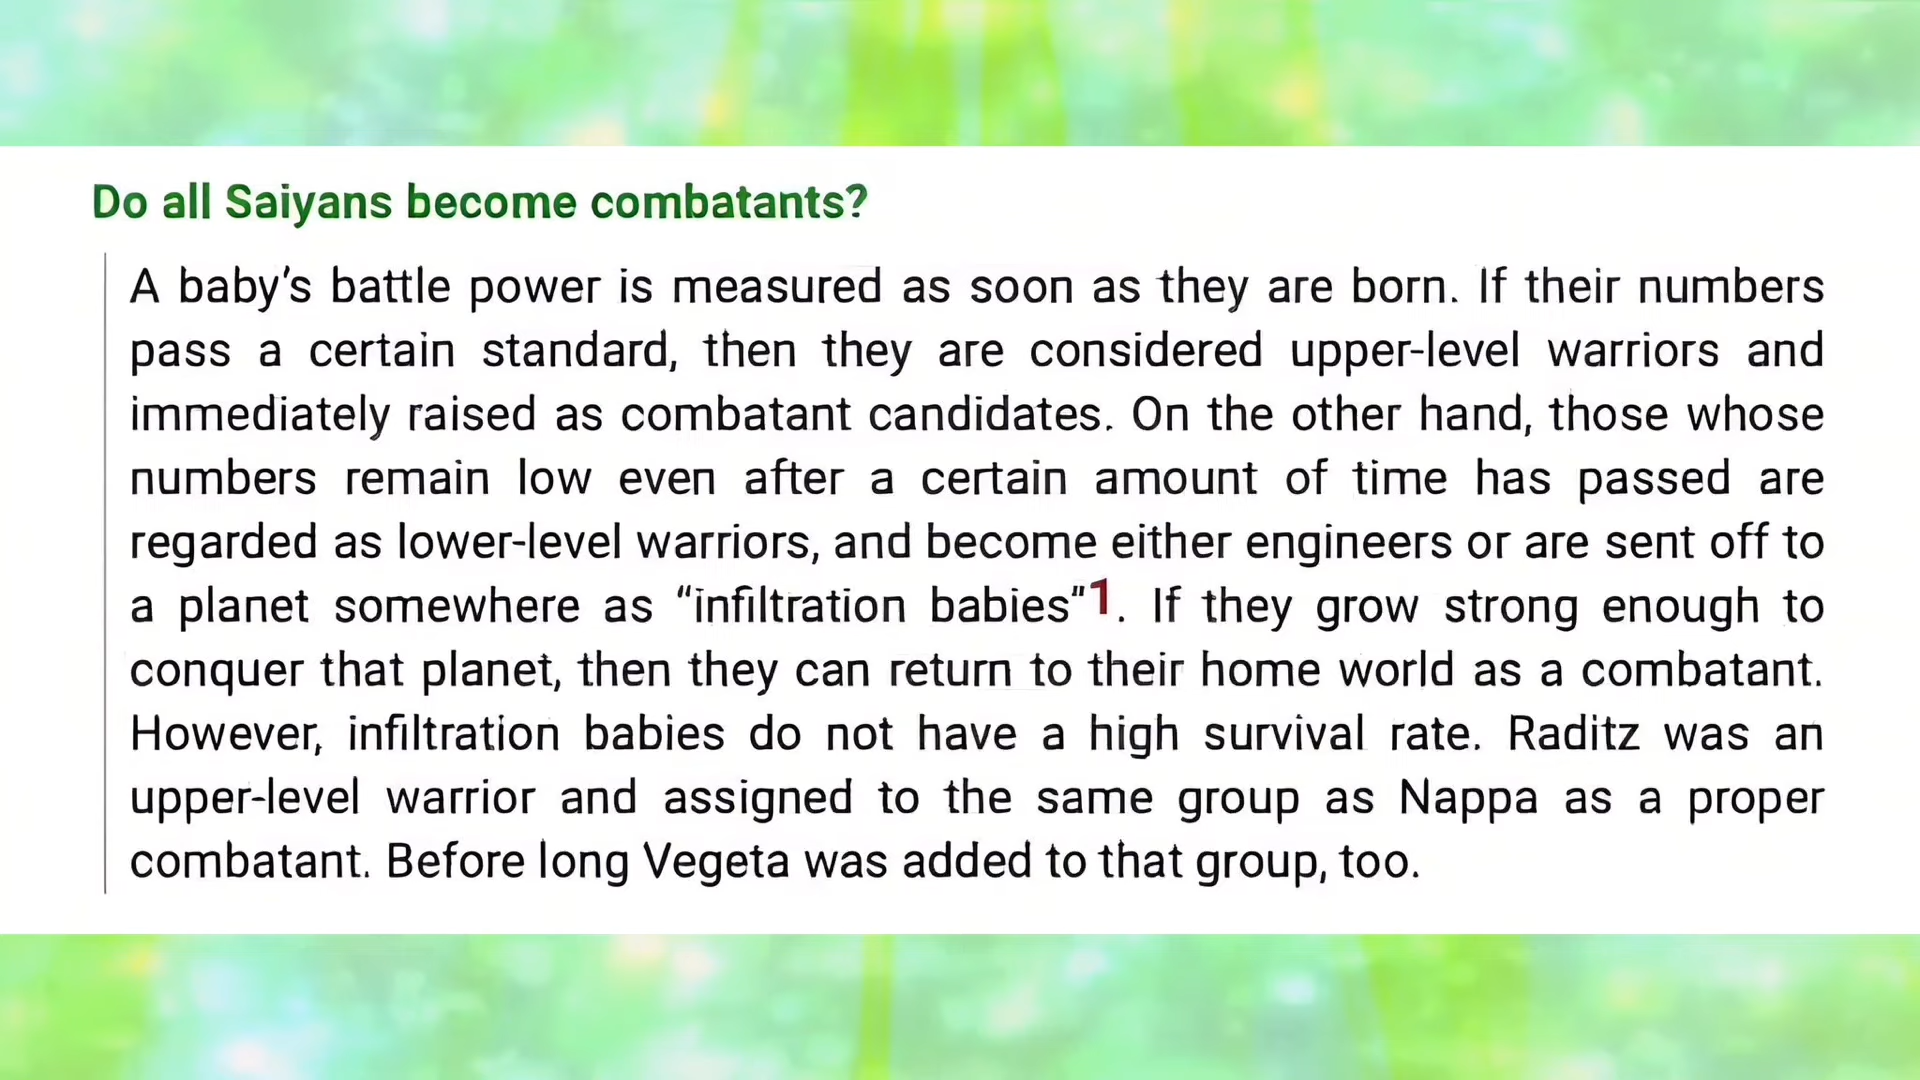 Do all Saiyans become combatants?
A baby's battle power is measured as soon as they are born. If their numbers
pass a certain standard, then they are considered upper-level warriors and
immediately raised as combatant candidates. On the other hand, those whose
numbers remain low even after a certain amount of time has passed are
regarded as lower-level warriors, and become either engineers or are sent off to
a planet somewhere as “infiltration babies”1. If they grow strong enough to
conquer that planet, then they can return to their home world as a combatant.
However, infiltration babies do not have a high survival rate. Raditz was an
upper-level warrior and assigned to the same group as Nappa as a proper
combatant. Before long Vegeta was added to that group, too.